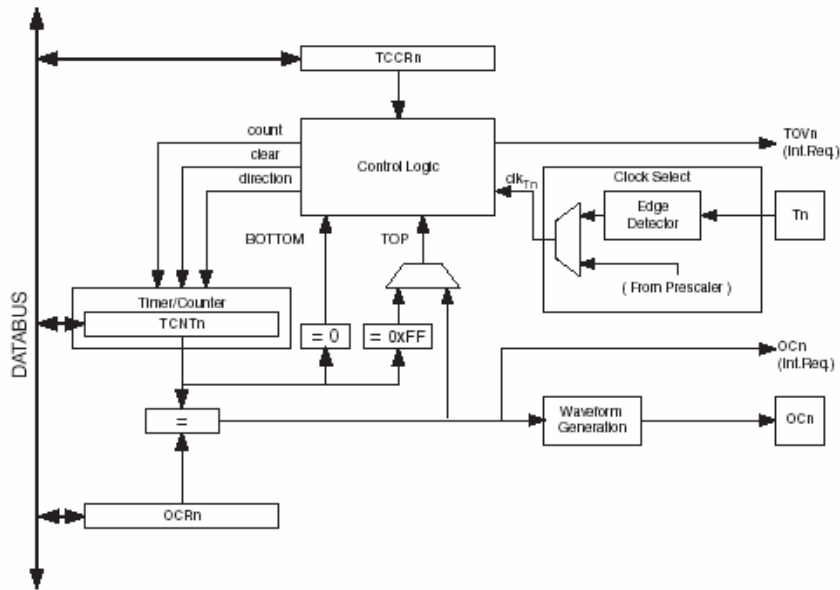 TCCRn
count
clear
direction
Control Logic
TOVn
(Int.Req.)
clkTn
Clock Select
Edge
Detector
Tn
( From Prescaler )
BOTTOM
TOP
Timer/Counter
TCNTn
= 0
= 0xFF
DATABUS
OCn
(Int.Req.)
=
Waveform
Generation
OCn
OCRn